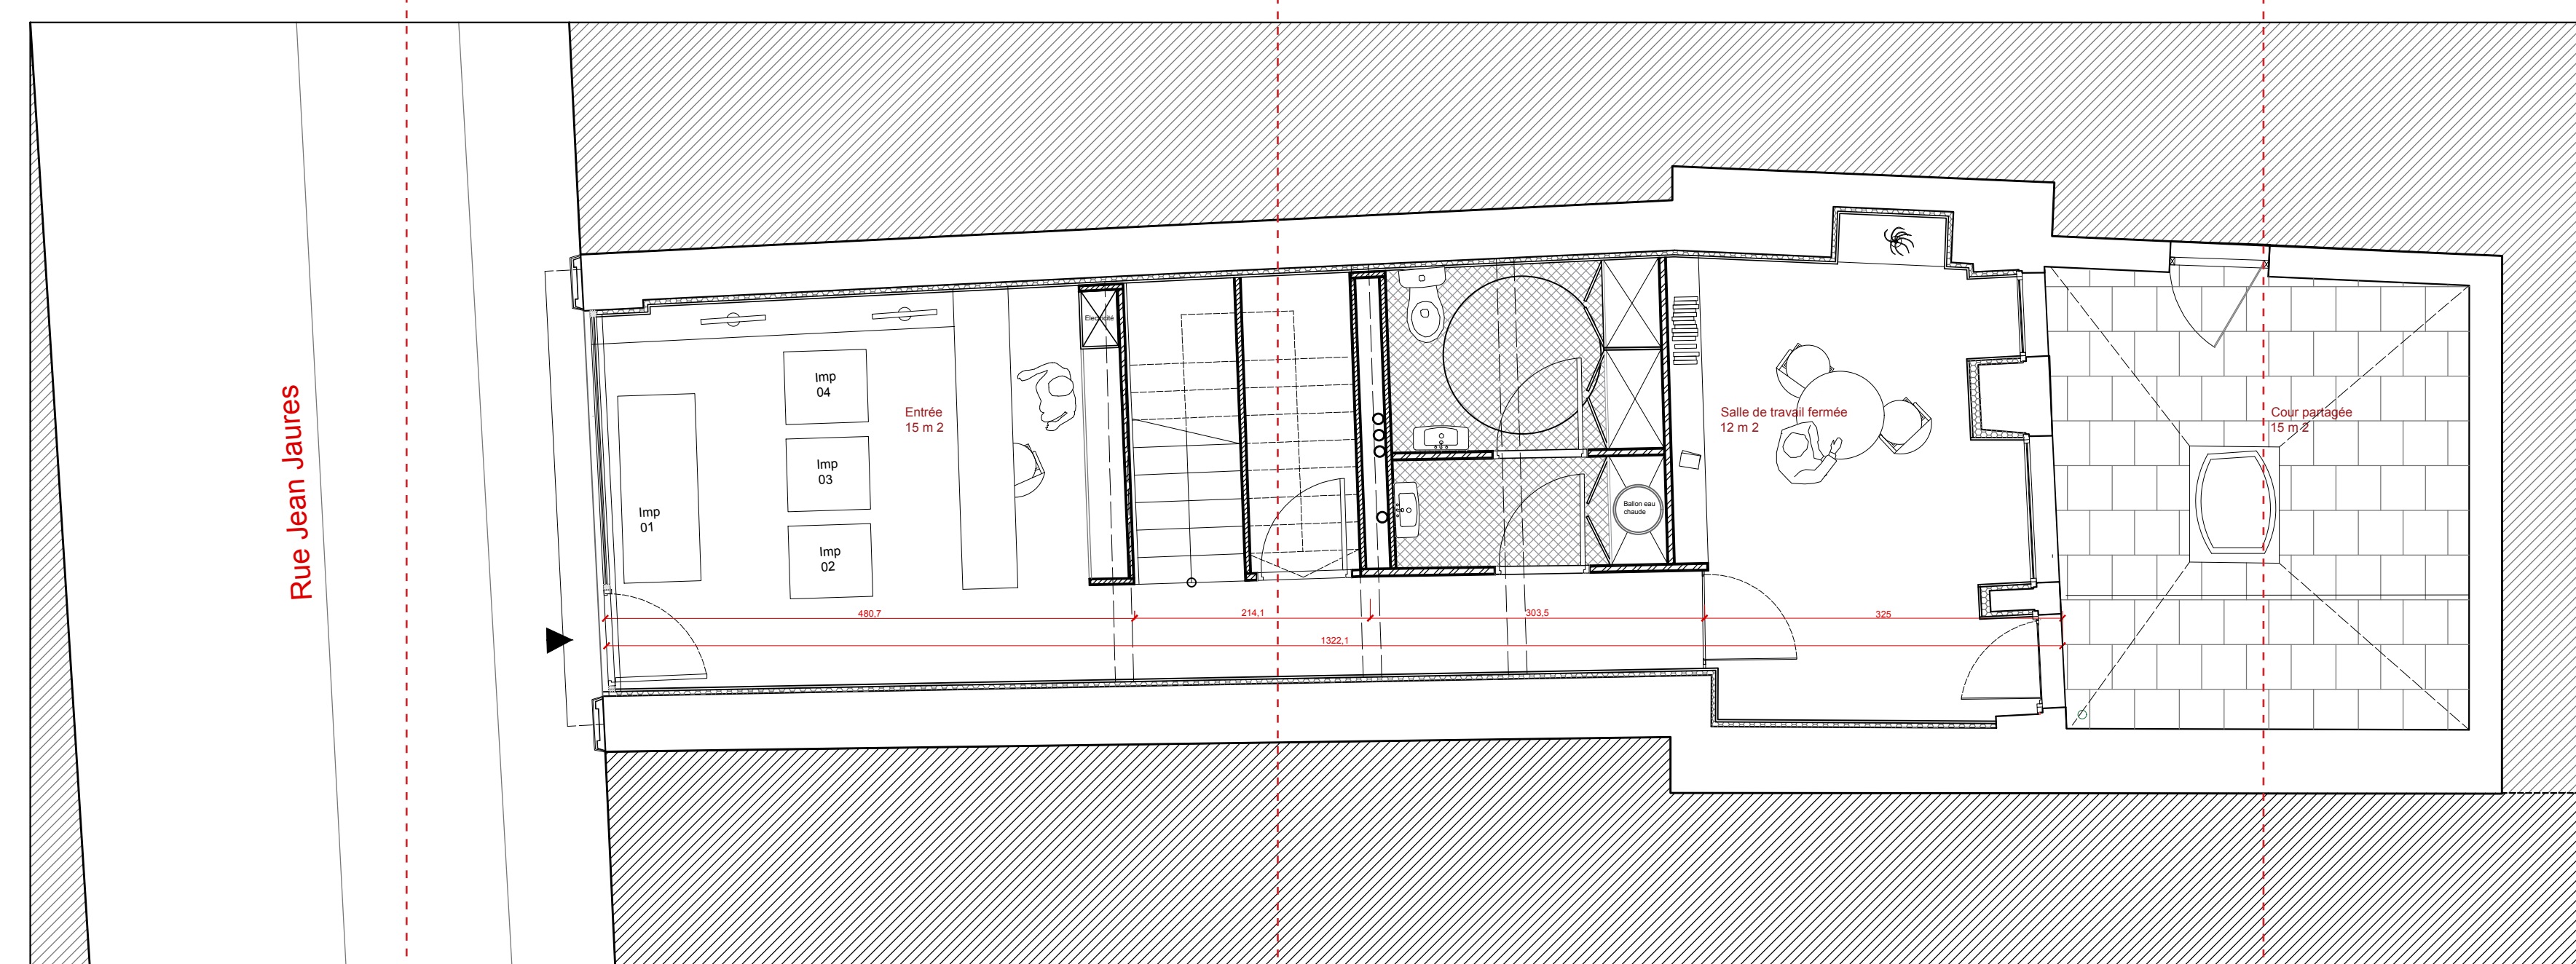 Rue Jean Jaures
Imp
01
Imp
04
Imp
03
Imp
02
Entrée
15 m 2
Electricité
Ballon eau
chaude
Salle de travail fermée
12 m 2
Cour partagée
15 m 2
480,7
214,1
303,5
325
1322,1